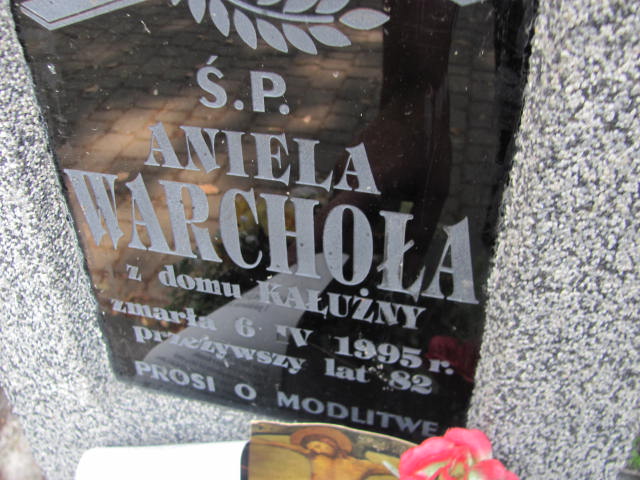 Ś.P.
ANIELA
WARCHOŁA
z domu KAŁUŻNY
zmarła 6 IV 1995 r.
przeżywszy lat 82
PROSI O MODLITWĘ